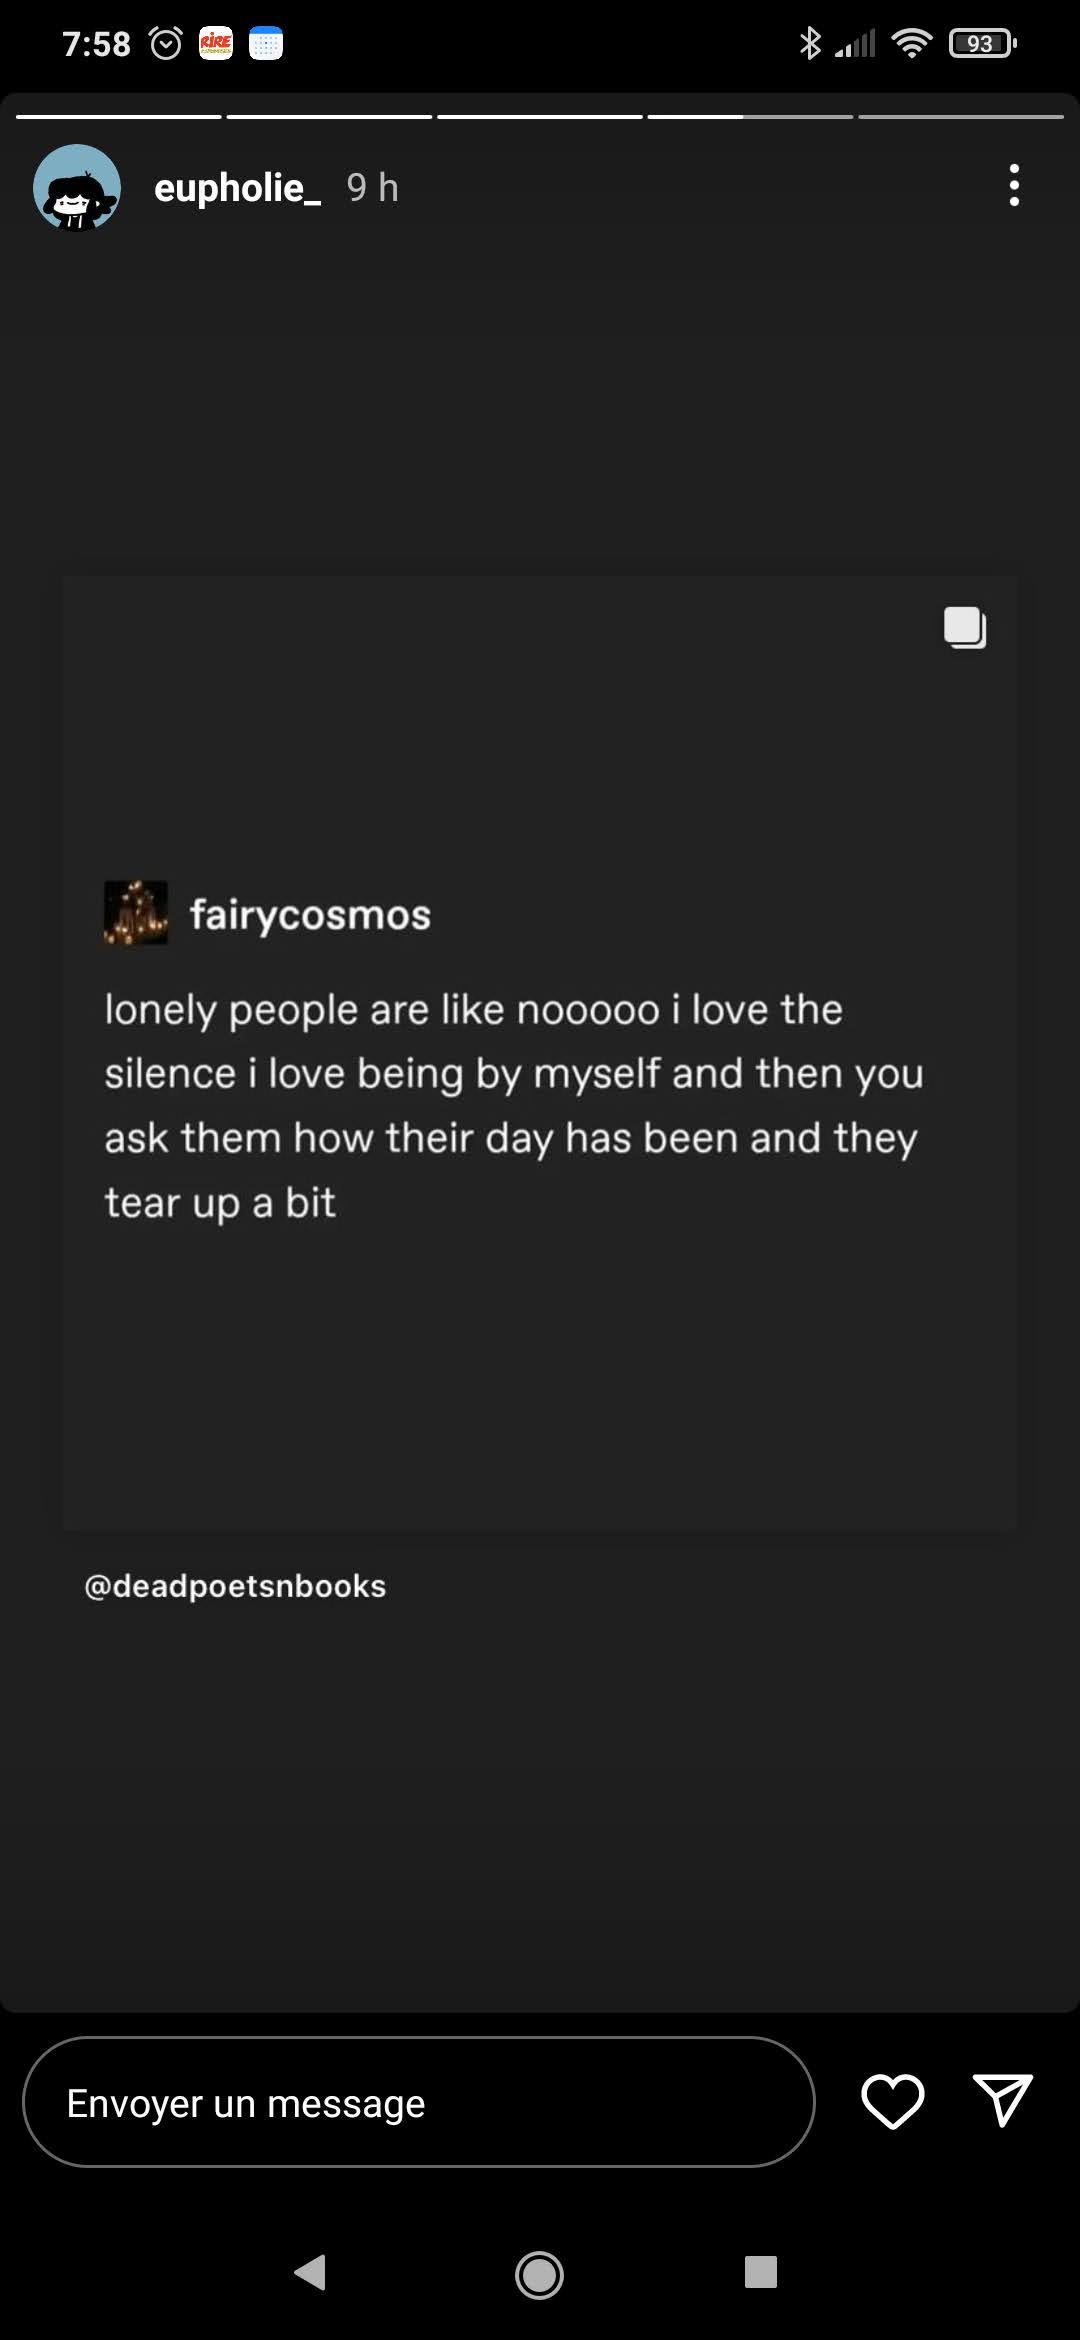 7:58
RIRE
93
eupholie_ 9 h
fairycosmos
lonely people are like nooooo i love the
silence i love being by myself and then you
ask them how their day has been and they
tear up a bit
@deadpoetsnbooks
Envoyer un message